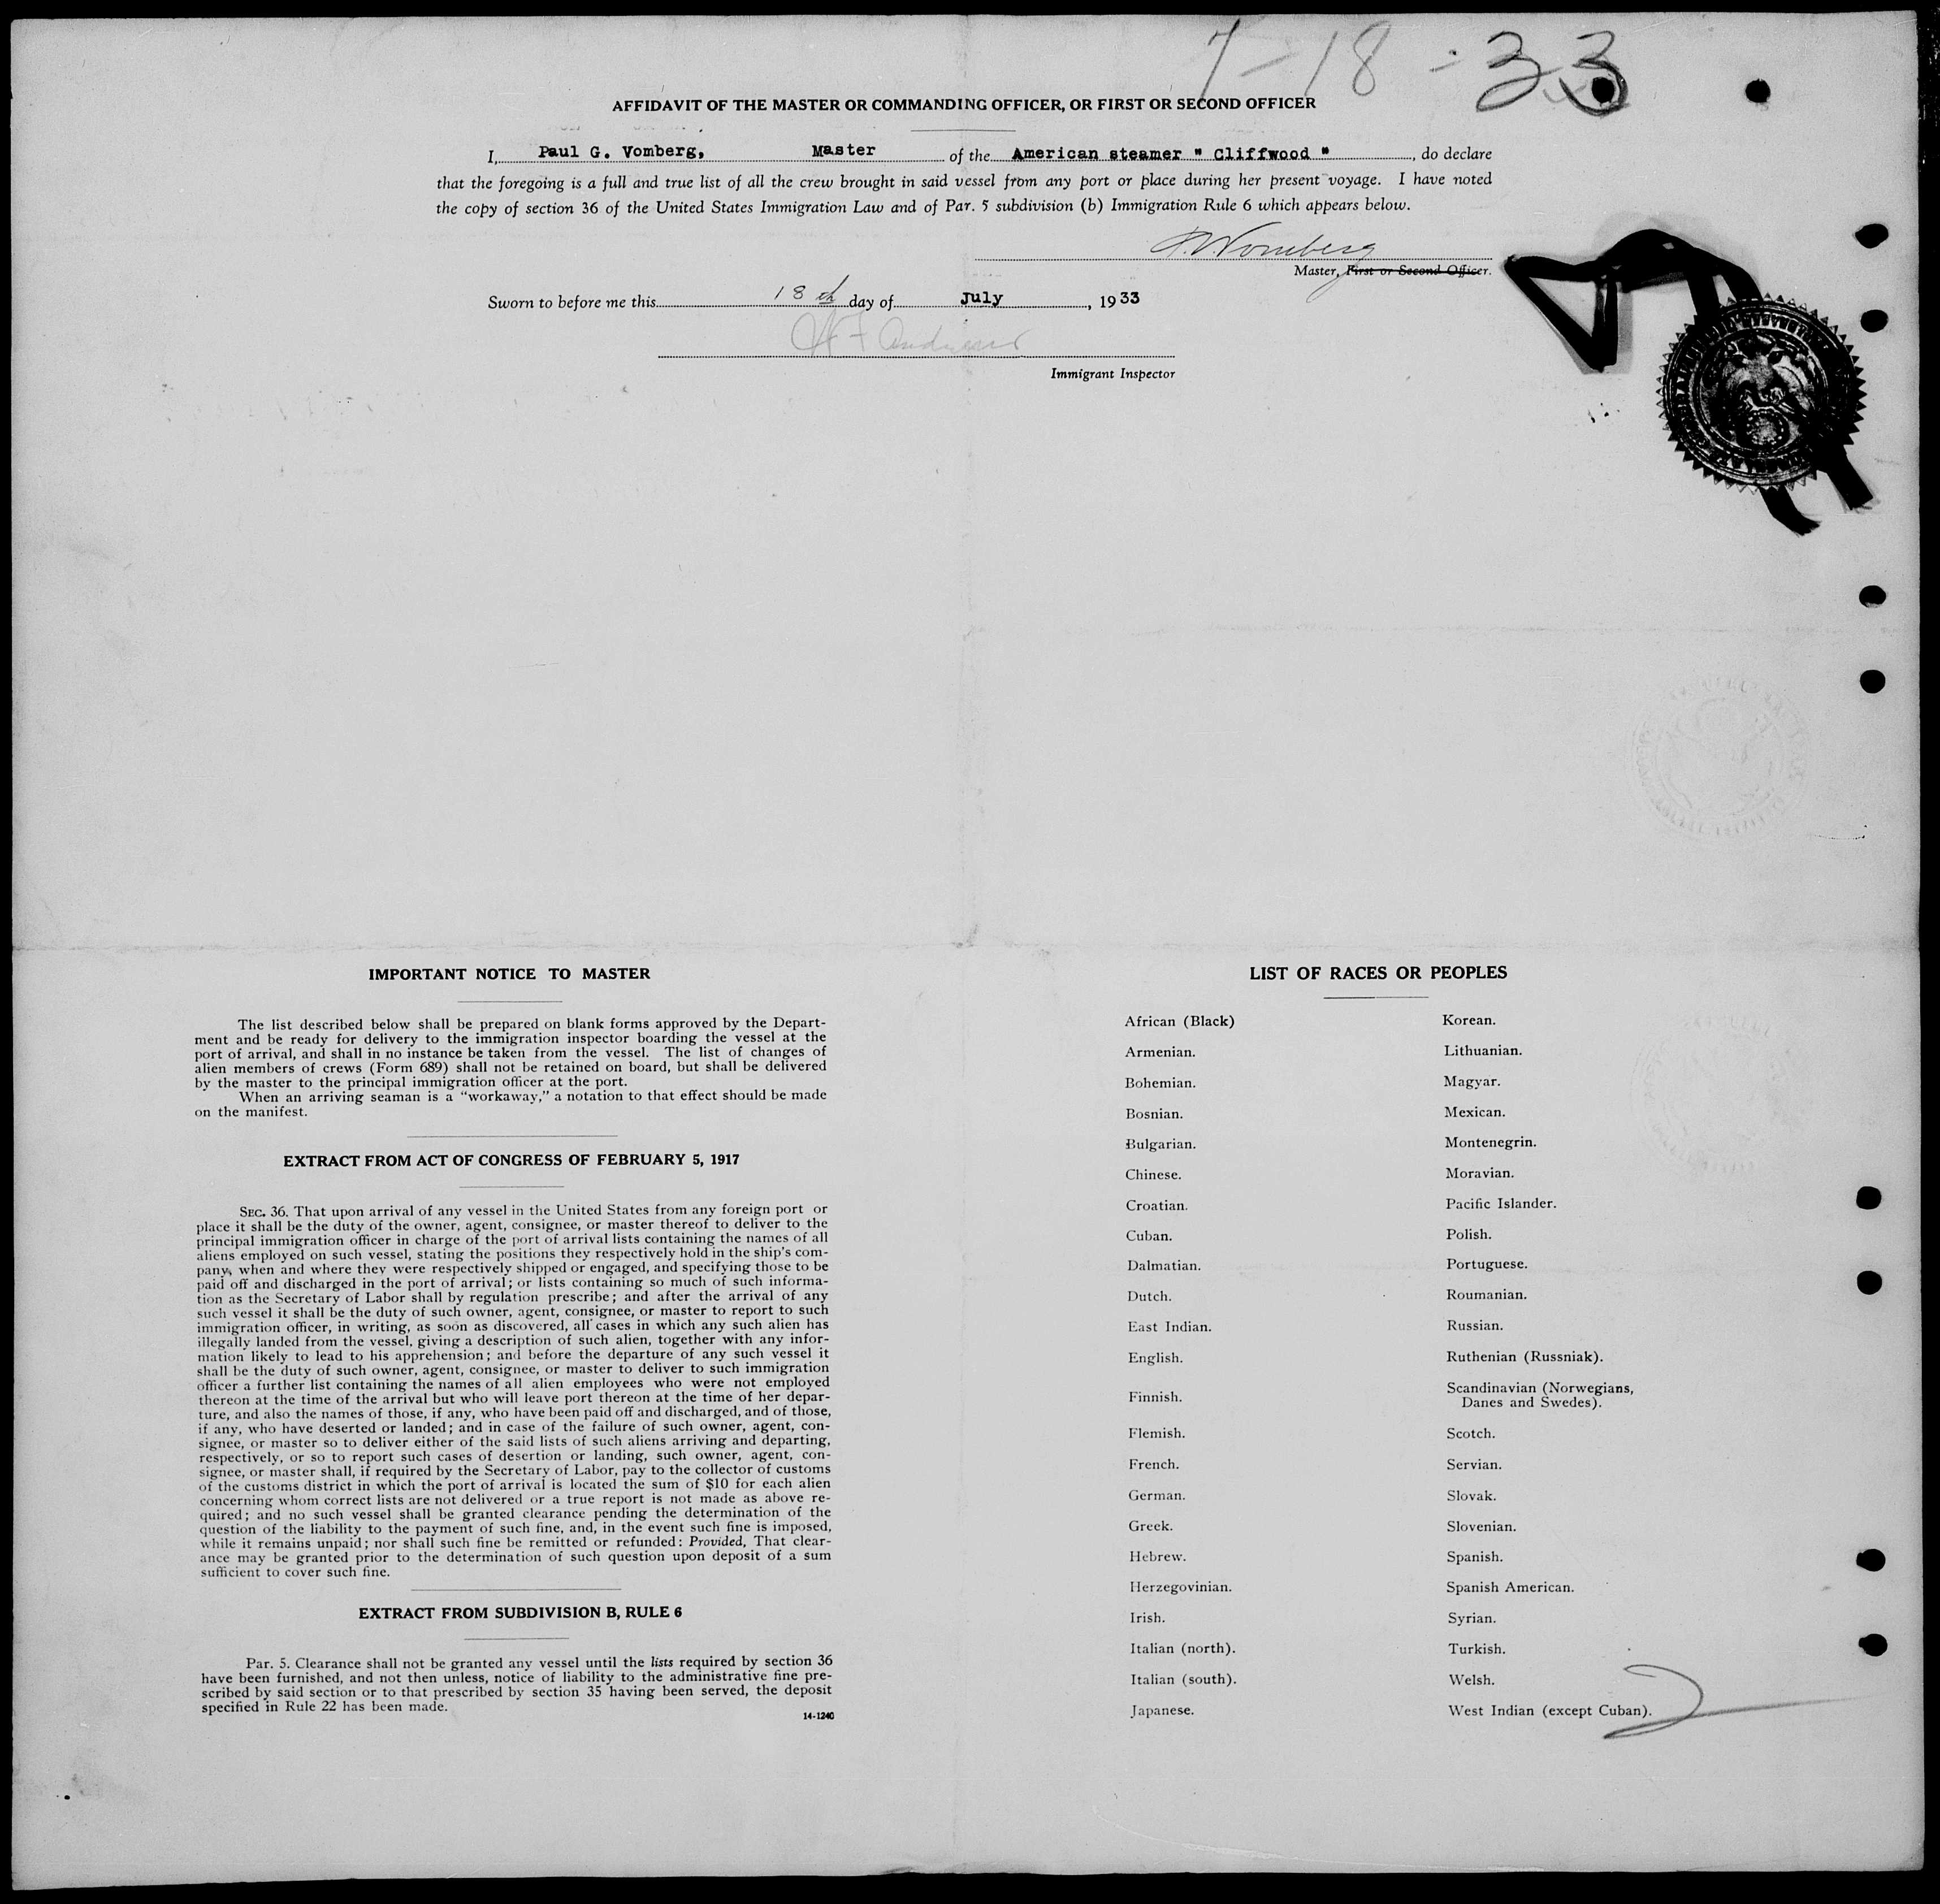 7-18-33
AFFIDAVIT OF THE MASTER OR COMMANDING OFFICER, OR FIRST OR SECOND OFFICER
I, Paul G. Vomberg, Master of the American steamer " Cliffwood ", do declare
that the foregoing is a full and true list of all the crew brought in said vessel from any port or place during her present voyage. I have noted
the copy of section 36 of the United States Immigration Law and of Par. 5 subdivision (b) Immigration Rule 6 which appears below.
Vomberg
Master, First or Second Officer.
Sworn to before me this 18th day of July, 1933
Immigrant Inspector
IMPORTANT NOTICE TO MASTER
The list described below shall be prepared on blank forms approved by the Depart-
ment and be ready for delivery to the immigration inspector boarding the vessel at the
port of arrival, and shall in no instance be taken from the vessel. The list of changes of
alien members of crews (Form 689) shall not be retained on board, but shall be delivered
by the master to the principal immigration officer at the port.
When an arriving seaman is a "workaway," a notation to that effect should be made
on the manifest.
EXTRACT FROM ACT OF CONGRESS OF FEBRUARY 5, 1917
SEC. 36. That upon arrival of any vessel in the United States from any foreign port or
place it shall be the duty of the owner, agent, consignee, or master thereof to deliver to the
principal immigration officer in charge of the port of arrival lists containing the names of all
aliens employed on such vessel, stating the positions they respectively hold in the ship's com-
pany, when and where they were respectively shipped or engaged, and specifying those to be
paid off and discharged in the port of arrival; or lists containing so much of such informa-
tion as the Secretary of Labor shall by regulation prescribe; and after the arrival of any
such vessel it shall be the duty of such owner, agent, consignee, or master to report to such
immigration officer, in writing, as soon as discovered, all cases in which any such alien has
illegally landed from the vessel, giving a description of such alien, together with any infor-
mation likely to lead to his apprehension; and before the departure of any such vessel it
shall be the duty of such owner, agent, consignee, or master to deliver to such immigration
officer a further list containing the names of all alien employees who were not employed
thereon at the time of the arrival but who will leave port thereon at the time of her depar-
ture, and also the names of those, if any, who have been paid off and discharged, and of those,
if any, who have deserted or landed; and in case of the failure of such owner, agent, con-
signee, or master so to deliver either of the said lists of such aliens arriving and departing,
respectively, or so to report such cases of desertion or landing, such owner, agent, con-
signee, or master shall, if required by the Secretary of Labor, pay to the collector of customs
of the customs district in which the port of arrival is located the sum of $10 for each alien
concerning whom correct lists are not delivered or a true report is not made as above re-
quired; and no such vessel shall be granted clearance pending the determination of the
question of the liability to the payment of such fine, and, in the event such fine is imposed,
while it remains unpaid; nor shall such fine be remitted or refunded: Provided, That clear-
ance may be granted prior to the determination of such question upon deposit of a sum
sufficient to cover such fine.
EXTRACT FROM SUBDIVISION B, RULE 6
Par. 5. Clearance shall not be granted any vessel until the lists required by section 36
have been furnished, and not then unless, notice of liability to the administrative fine pre-
scribed by said section or to that prescribed by section 35 having been served, the deposit
specified in Rule 22 has been made.
14-1240
LIST OF RACES OR PEOPLES
African (Black)
Armenian.
Bohemian.
Bosnian.
Bulgarian.
Chinese.
Croatian.
Cuban.
Dalmatian.
Dutch.
East Indian.
English.
Finnish.
Flemish.
French.
German.
Greek.
Hebrew.
Herzegovinian.
Irish.
Italian (north).
Italian (south).
Japanese.
Korean.
Lithuanian.
Magyar.
Mexican.
Montenegrin.
Moravian.
Pacific Islander.
Polish.
Portuguese.
Roumanian.
Russian.
Ruthenian (Russniak).
Scandinavian (Norwegians,
Danes and Swedes).
Scotch.
Servian.
Slovak.
Slovenian.
Spanish.
Spanish American.
Syrian.
Turkish.
Welsh.
West Indian (except Cuban).
2